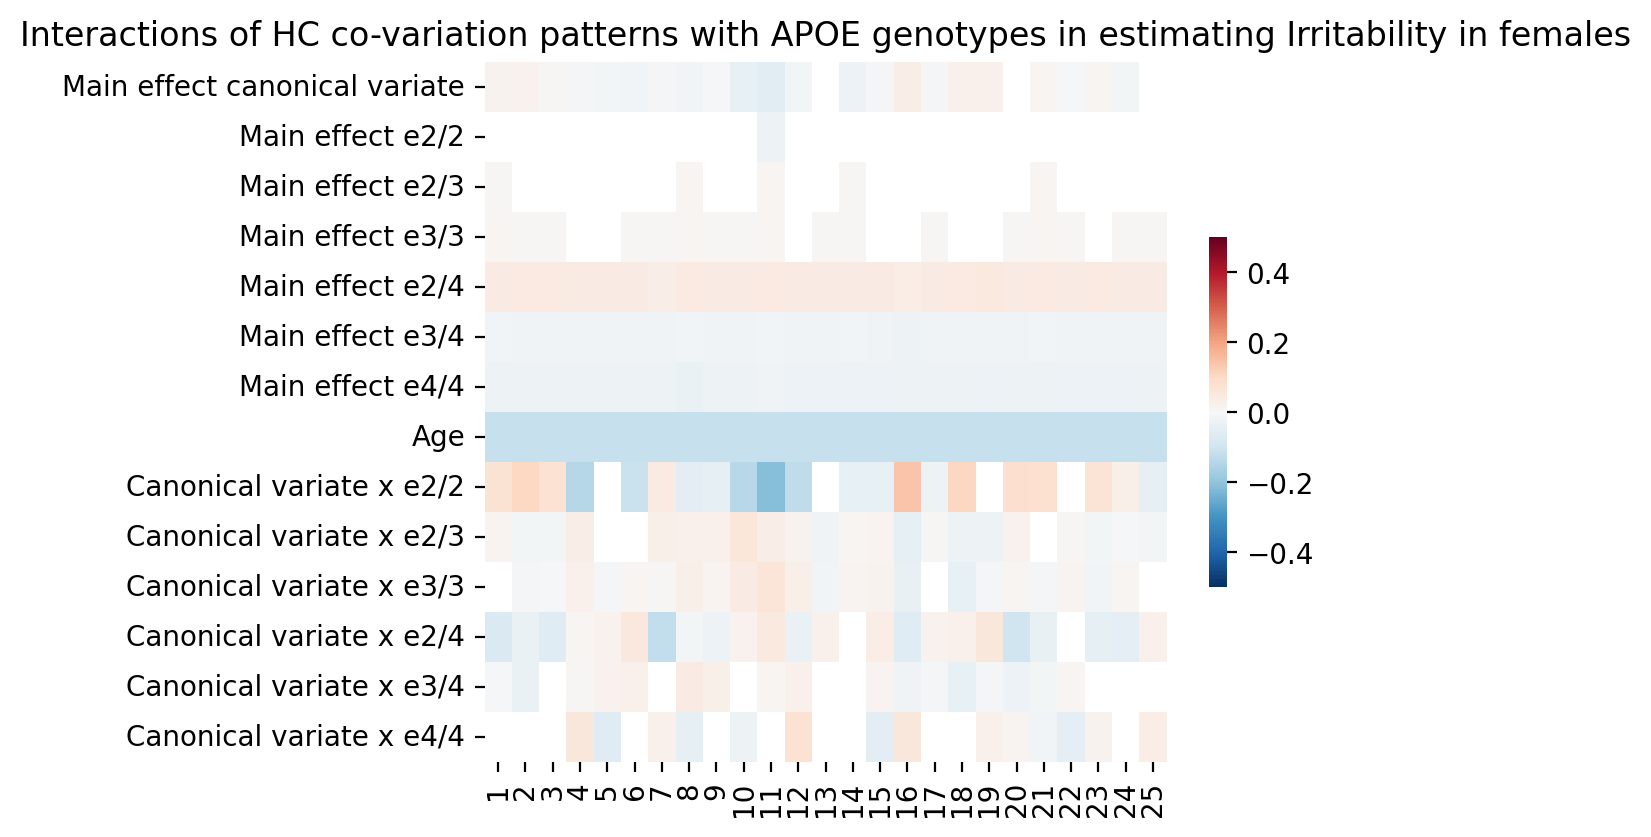 Interactions of HC co-variation patterns with APOE genotypes in estimating Irritability in females
Main effect canonical variate
Main effect e2/2
Main effect e2/3
Main effect e3/3
Main effect e2/4
Main effect e3/4
Main effect e4/4
Age
Canonical variate x e2/2
Canonical variate x e2/3
Canonical variate x e3/3
Canonical variate x e2/4
Canonical variate x e3/4
Canonical variate x e4/4
1 2 3 4 5 6 7 8 9 10 11 12 13 14 15 16 17 18 19 20 21 22 23 24 25
0.4
0.2
0.0
−0.2
−0.4